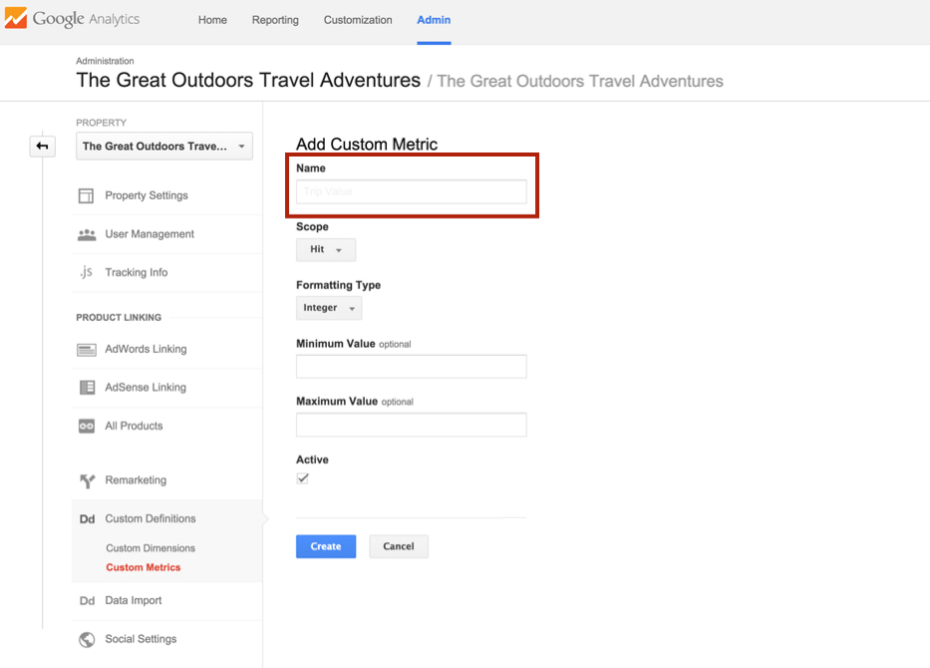 Google Analytics
Home Reporting Customization Admin
Administration
The Great Outdoors Travel Adventures / The Great Outdoors Travel Adventures
PROPERTY
The Great Outdoors Trave...
Property Settings
User Management
.js Tracking Info
PRODUCT LINKING
AdWords Linking
AdSense Linking
All Products
Remarketing
Dd Custom Definitions
Custom Dimensions
Custom Metrics
Dd Data Import
Social Settings
Add Custom Metric
Name
Trip Value
Scope
Hit
Formatting Type
Integer
Minimum Value optional
Maximum Value optional
Active
Create Cancel